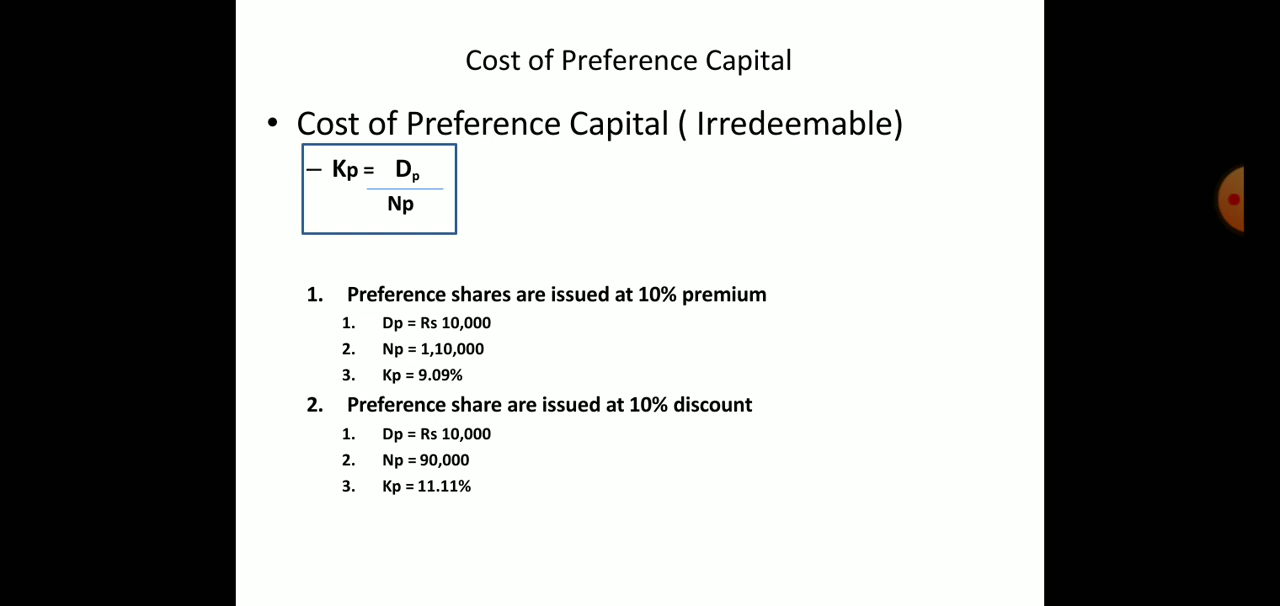 Cost of Preference Capital
• Cost of Preference Capital ( Irredeemable)
– Kp = Dp
Np
1. Preference shares are issued at 10% premium
1. Dp = Rs 10,000
2. Np = 1,10,000
3. Kp = 9.09%
2. Preference share are issued at 10% discount
1. Dp = Rs 10,000
2. Np = 90,000
3. Kp = 11.11%